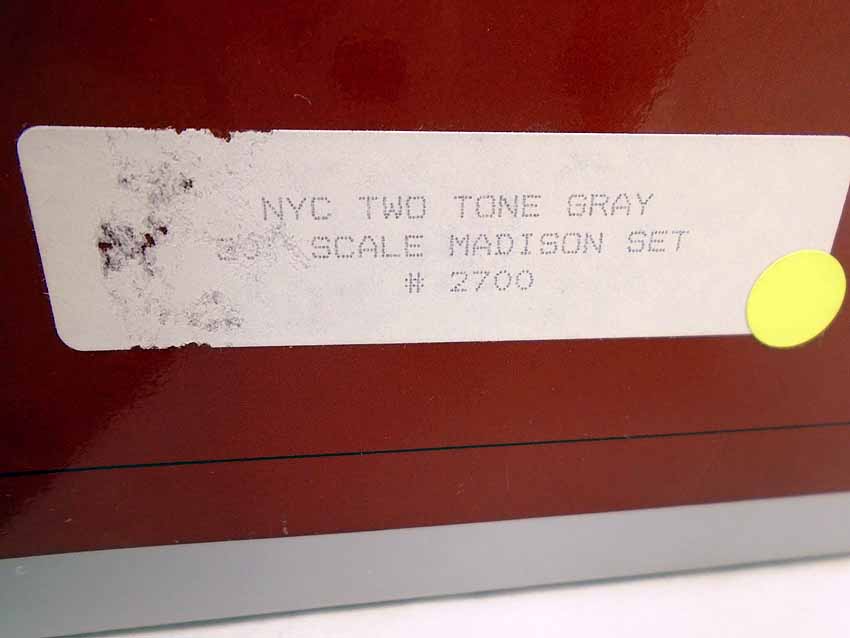 NYC TWO TONE GRAY
SCALE MADISON SET
# 2700